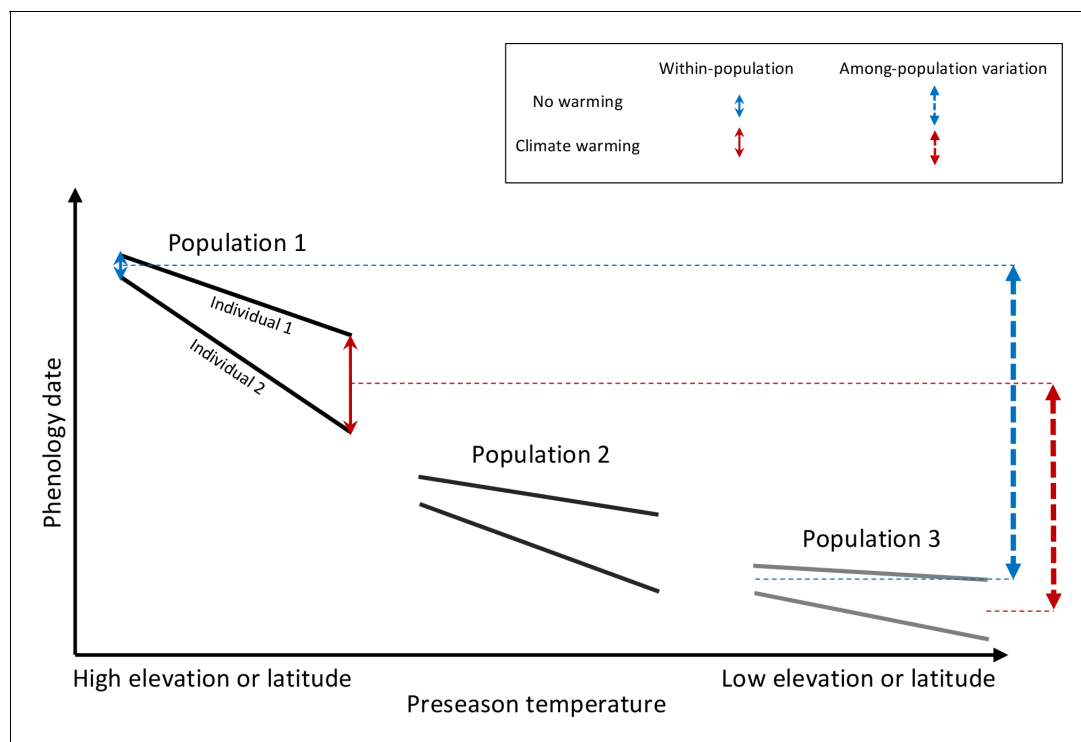 Within-population
Among-population variation
No warming
Climate warming
Population 1
Individual 1
Individual 2
Population 2
Population 3
Phenology date
High elevation or latitude
Low elevation or latitude
Preseason temperature